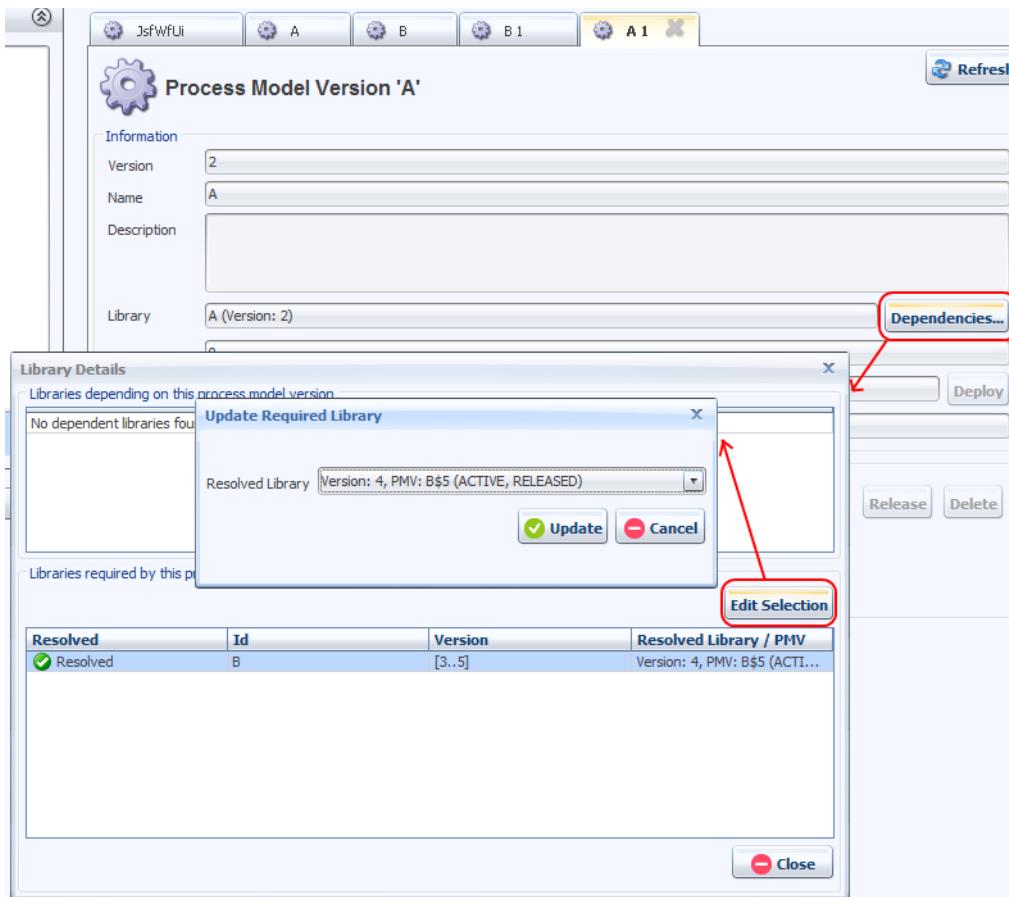 JsfWfUi
A
B
B 1
A 1
Process Model Version 'A'
Refresh
Information
Version
2
Name
A
Description
Library
A (Version: 2)
Dependencies...
Library Details
Libraries depending on this process model version
No dependent libraries fou
Deploy
Update Required Library
Resolved Library
Version: 4, PMV: B$5 (ACTIVE, RELEASED)
Update
Cancel
Release
Delete
Libraries required by this pr
Edit Selection
Resolved
Id
Version
Resolved Library / PMV
Resolved
B
[3..5]
Version: 4, PMV: B$5 (ACTI...
Close